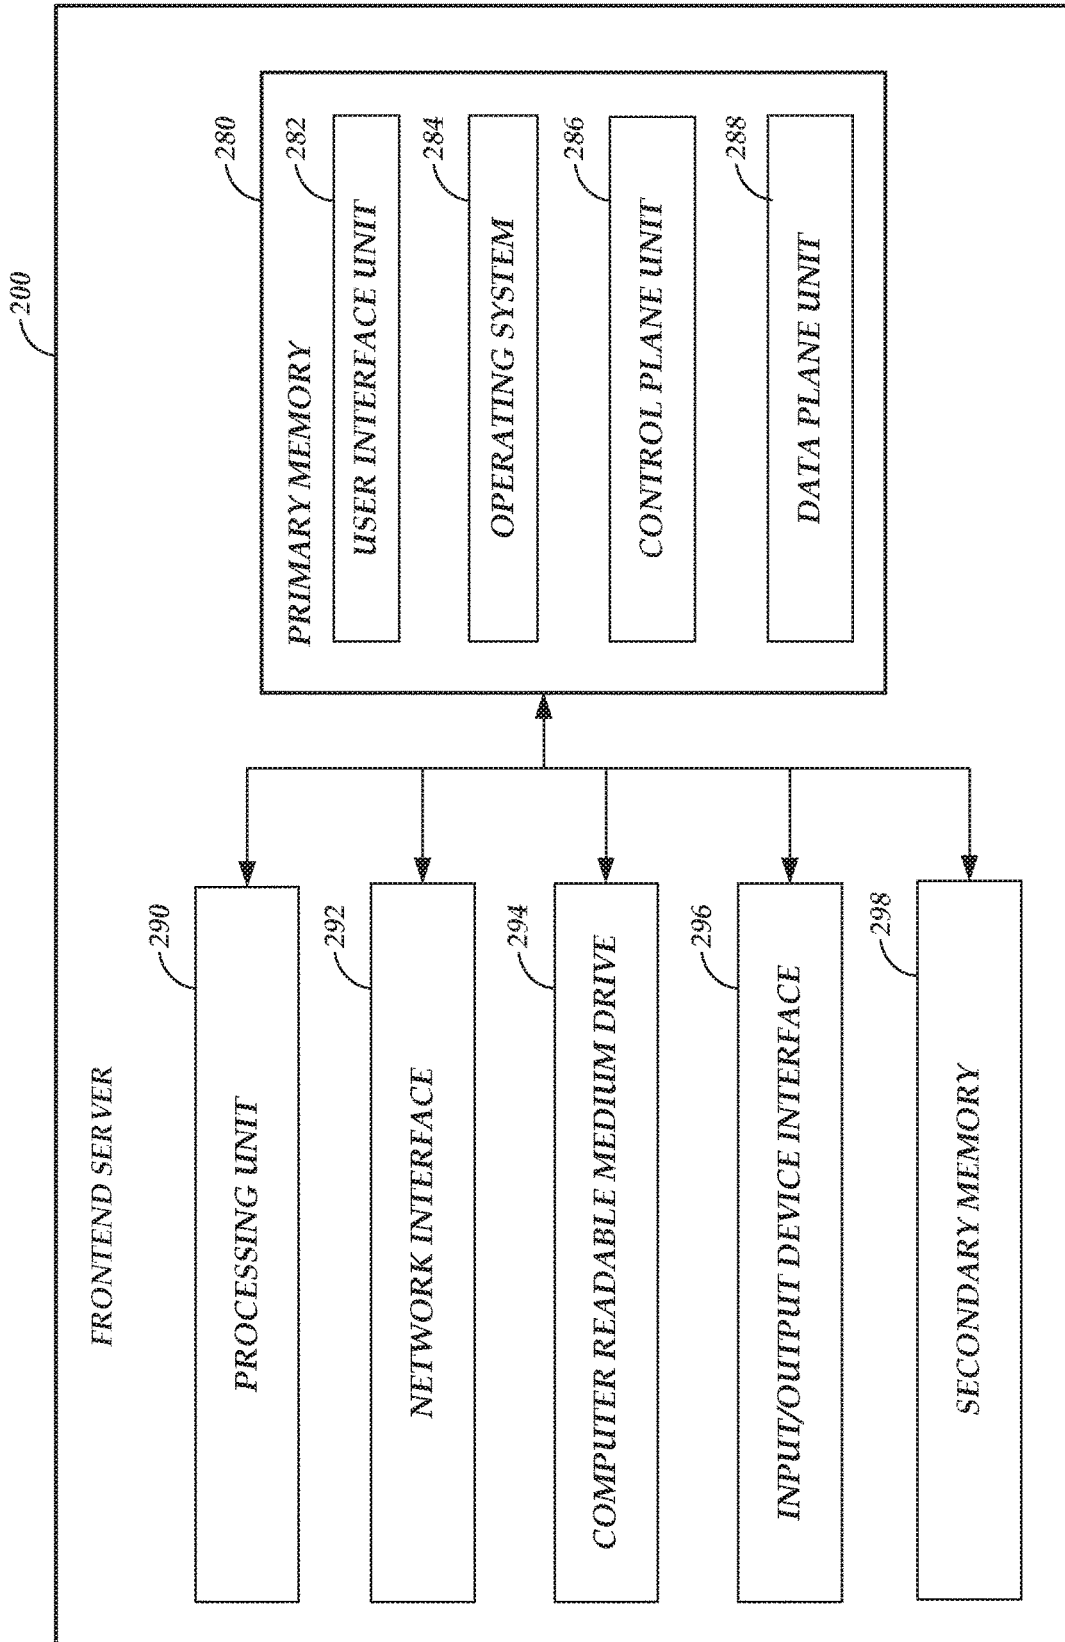 200
FRONTEND SERVER
290
PROCESSING UNIT
292
NETWORK INTERFACE
294
COMPUTER READABLE MEDIUM DRIVE
296
INPUT/OUTPUT DEVICE INTERFACE
298
SECONDARY MEMORY
280
PRIMARY MEMORY
282
USER INTERFACE UNIT
284
OPERATING SYSTEM
286
CONTROL PLANE UNIT
288
DATA PLANE UNIT